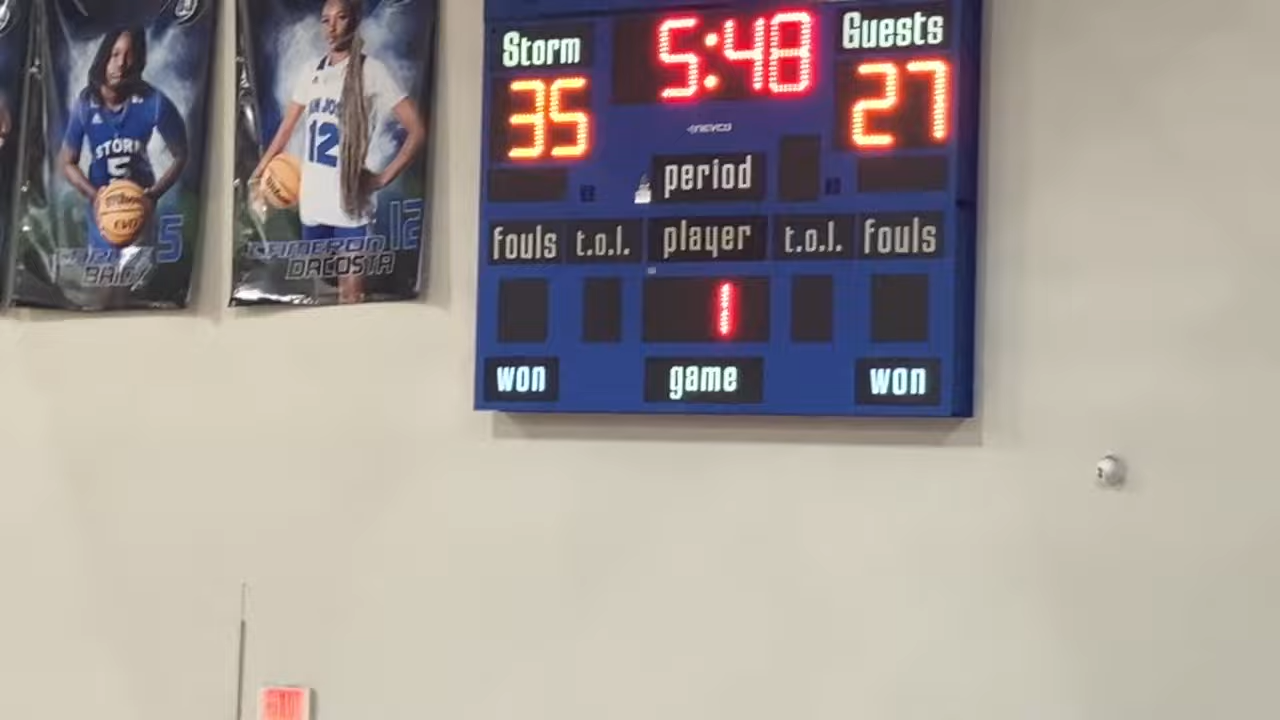 Storm 5:48 Guests
35 27
NEVCO
period
fouls t.o.l. player t.o.l. fouls
1
won game won
STORM
5
5
12
CAMERON 12
DACOSTA